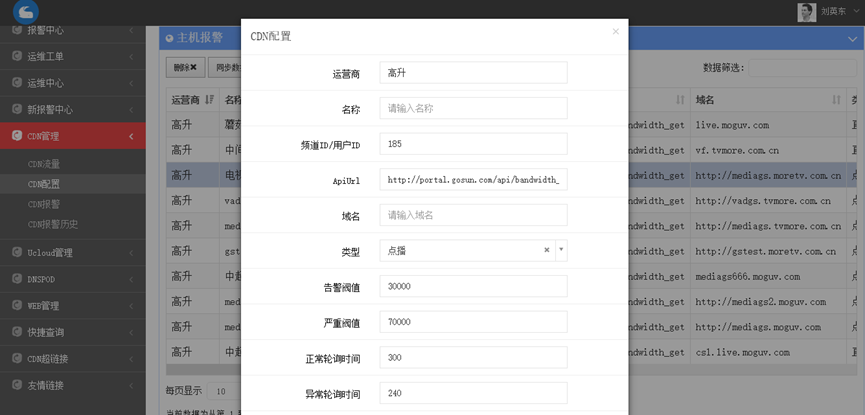 刘英东
报警中心
运维工单
运维中心
新报警中心
CDN管理
CDN流量
CDN配置
CDN报警
CDN报警历史
Ucloud管理
DNSPOD
WEB管理
快捷查询
CDN超链接
友情链接
主机报警
删除✖ 同步数
数据筛选:
运营商 名称 域名
高升 蘑菇 ndwidth_get live.moguv.com
高升 中间 ndwidth_get vf.tvmore.com.cn
高升 电视 ndwidth_get http://mediags.moretv.com.cn
高升 vad ndwidth_get http://vadgs.tvmore.com.cn
高升 med ndwidth_get http://mediags.tvmore.com.cn
高升 gst ndwidth_get http://gstest.moretv.com.cn
高升 中超 ndwidth_get mediags666.moguv.com
高升 med ndwidth_get http://mediags2.moguv.com
高升 med ndwidth_get http://mediags.moguv.com
高升 中超 ndwidth_get csl.live.moguv.com
每页显示 10
CDN配置 ×
运营商 高升
名称 请输入名称
频道ID/用户ID 185
ApiUrl http://portal.gosun.com/api/bandwidth_
域名 请输入域名
类型 点播 ✖
告警阀值 30000
严重阀值 70000
正常轮询时间 300
异常轮询时间 240